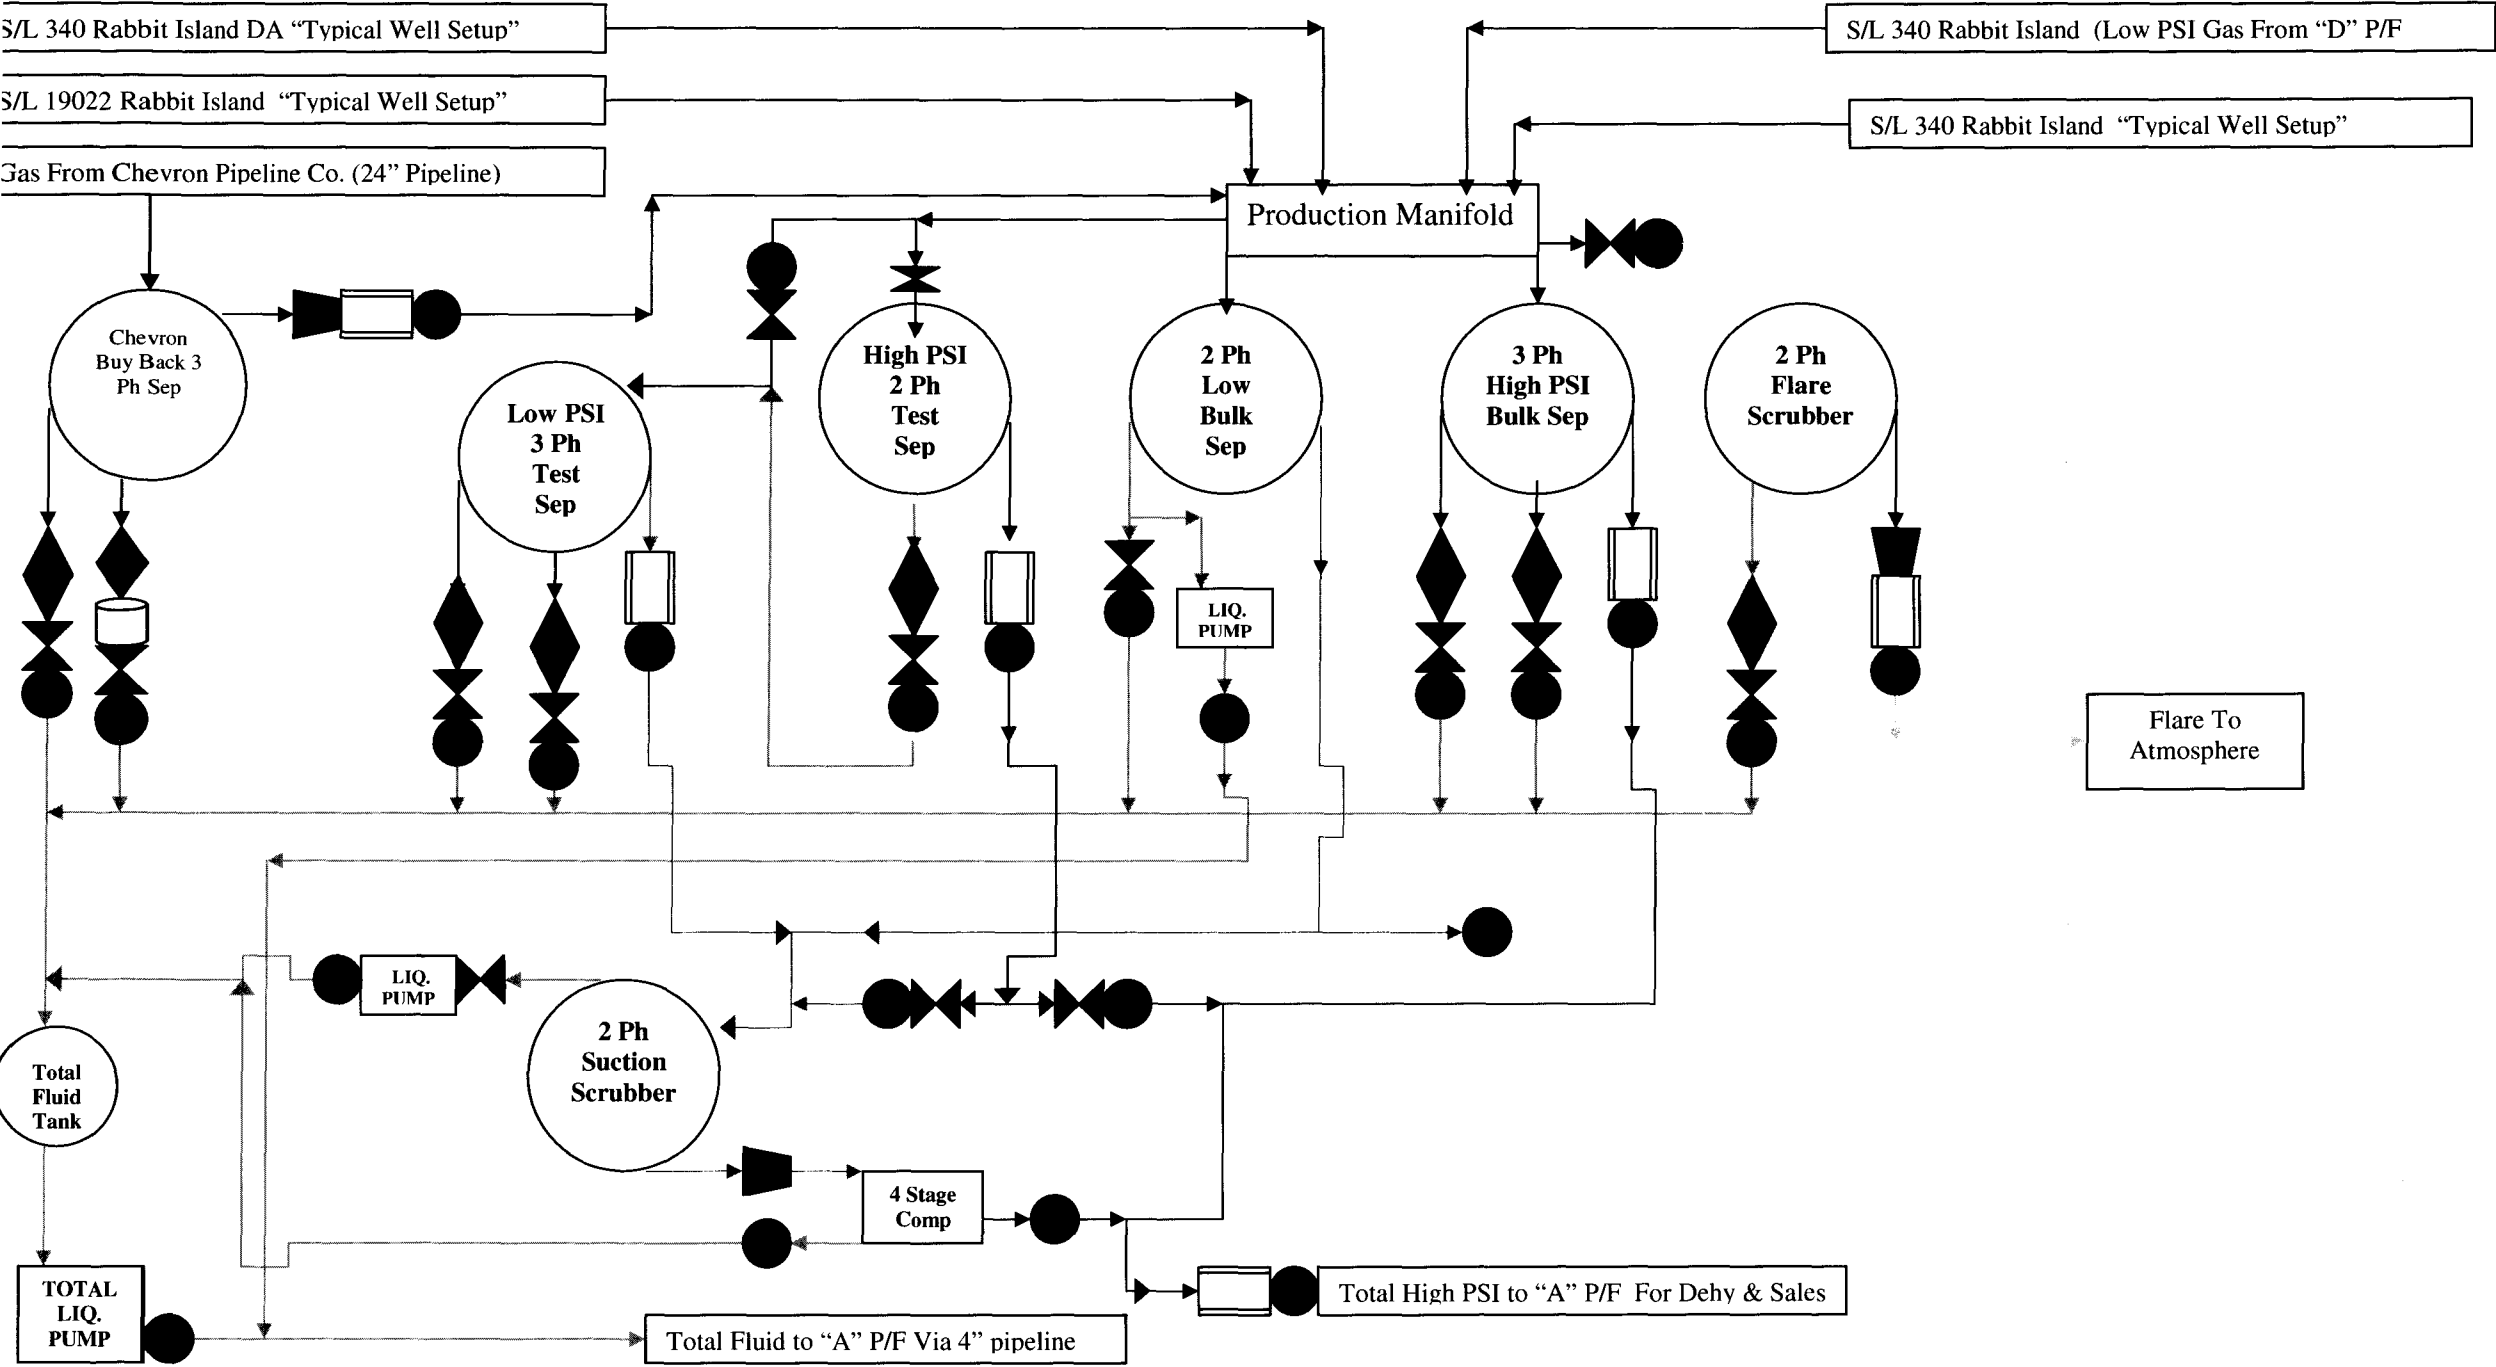 S/L 340 Rabbit Island DA “Typical Well Setup”
S/L 340 Rabbit Island (Low PSI Gas From “D” P/F
S/L 19022 Rabbit Island “Typical Well Setup”
S/L 340 Rabbit Island “Typical Well Setup”
Gas From Chevron Pipeline Co. (24” Pipeline)
Production Manifold
Chevron
Buy Back 3
Ph Sep
Low PSI
3 Ph
Test
Sep
High PSI
2 Ph
Test
Sep
2 Ph
Low
Bulk
Sep
3 Ph
High PSI
Bulk Sep
2 Ph
Flare
Scrubber
LIQ.
PUMP
Flare To
Atmosphere
LIQ.
PUMP
2 Ph
Suction
Scrubber
Total
Fluid
Tank
4 Stage
Comp
TOTAL
LIQ.
PUMP
Total High PSI to “A” P/F For Dehy & Sales
Total Fluid to “A” P/F Via 4” pipeline